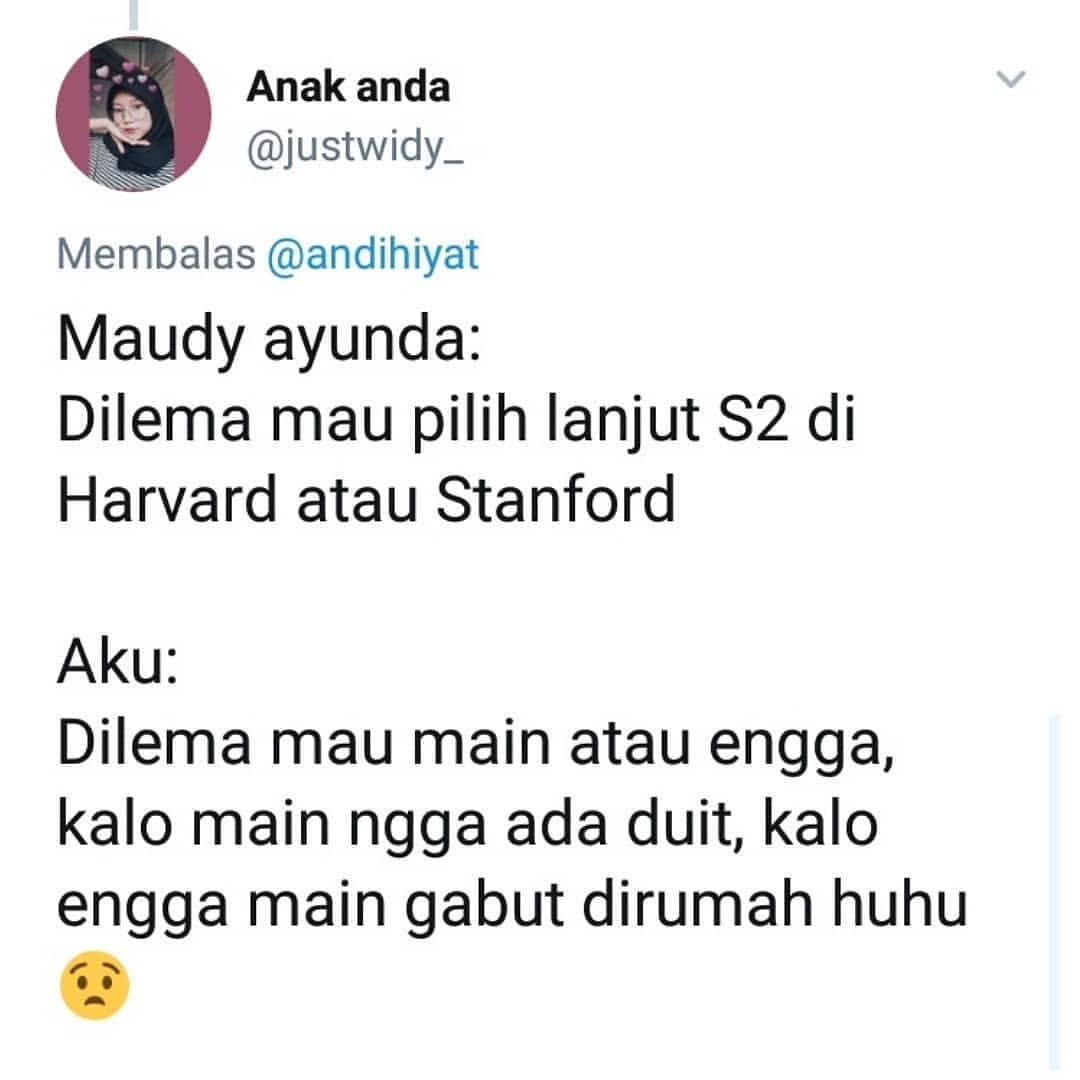 Anak anda
@justwidy_
Membalas @andihiyat
Maudy ayunda:
Dilema mau pilih lanjut S2 di
Harvard atau Stanford
Aku:
Dilema mau main atau engga,
kalo main ngga ada duit, kalo
engga main gabut dirumah huhu
😟